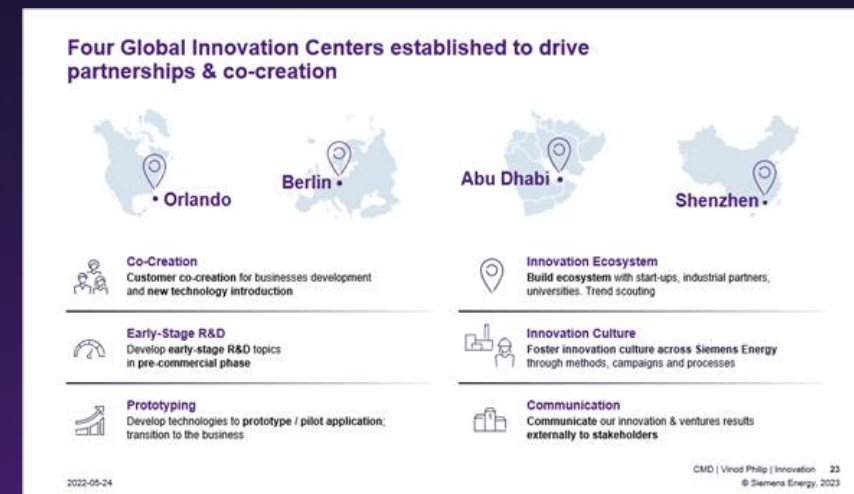 Four Global Innovation Centers established to drive
partnerships & co-creation
Orlando
Berlin
Abu Dhabi
Shenzhen
Co-Creation
Customer co-creation for businesses development
and new technology introduction
Early-Stage R&D
Develop early-stage R&D topics
in pre-commercial phase
Prototyping
Develop technologies to prototype / pilot application;
transition to the business
Innovation Ecosystem
Build ecosystem with start-ups, industrial partners,
universities. Trend scouting
Innovation Culture
Foster innovation culture across Siemens Energy
through methods, campaigns and processes
Communication
Communicate our innovation & ventures results
externally to stakeholders
2022-05-24
CMD | Vinod Philip | Innovation 23
© Siemens Energy, 2023